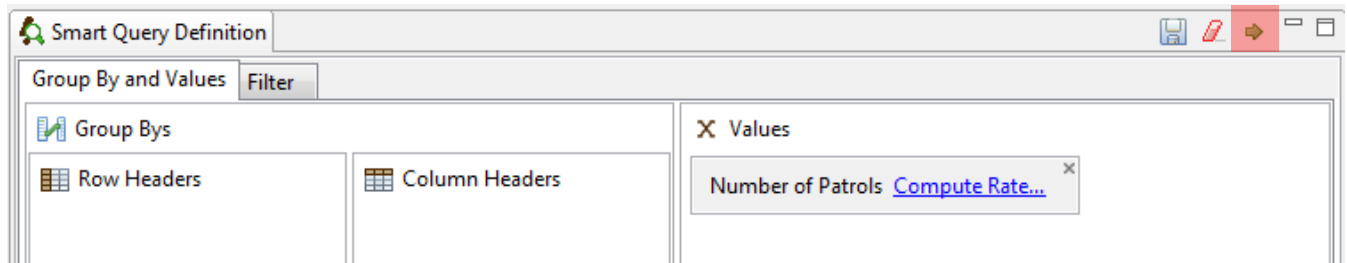 Smart Query Definition
Group By and Values Filter
Group Bys
Values
Row Headers
Column Headers
Number of Patrols Compute Rate...